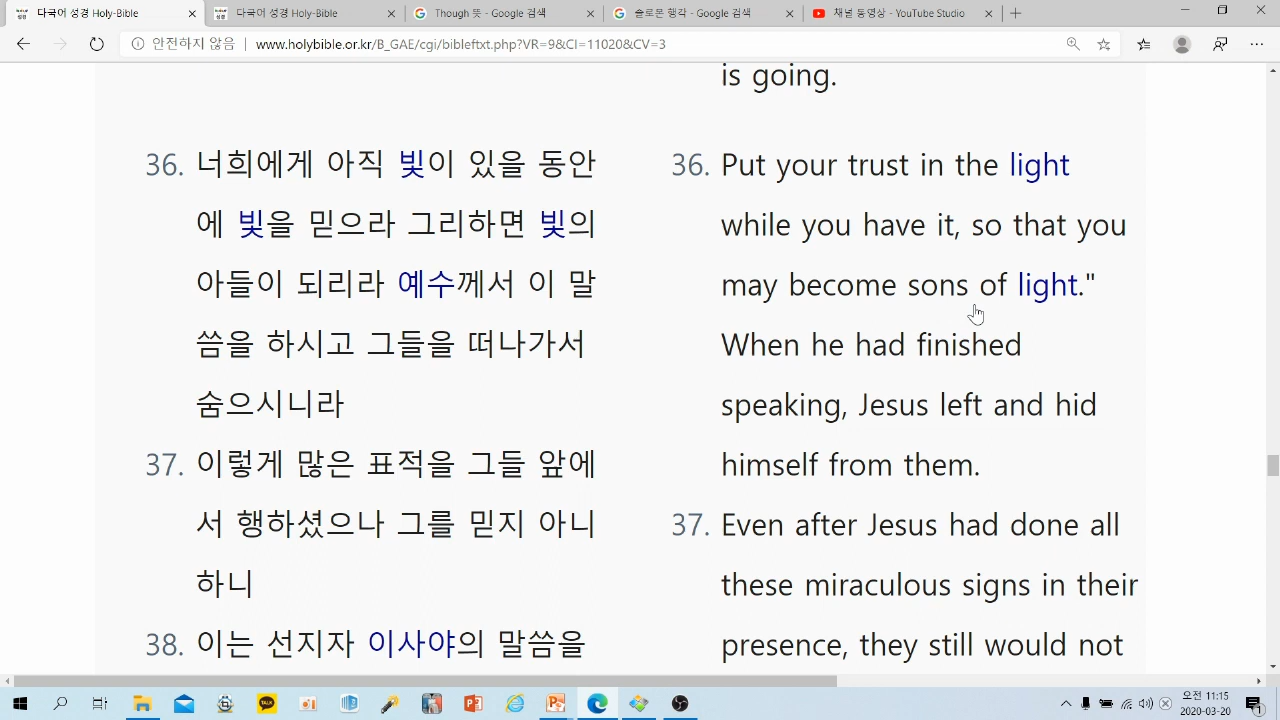 다국어 성경 Holy-Bible
다국어 성경 Holy-Bible
Though 뜻 - Google 검색
솔로몬 행각 - Google 검색
채널 동영상 - YouTube Studio
안전하지 않음 | www.holybible.or.kr/B_GAE/cgi/bibleftxt.php?VR=9&CI=11020&CV=3
is going.
36. 너희에게 아직 빛이 있을 동안
에 빛을 믿으라 그리하면 빛의
아들이 되리라 예수께서 이 말
씀을 하시고 그들을 떠나가서
숨으시니라
37. 이렇게 많은 표적을 그들 앞에
서 행하셨으나 그를 믿지 아니
하니
38. 이는 선지자 이사야의 말씀을
36. Put your trust in the light
while you have it, so that you
may become sons of light."
When he had finished
speaking, Jesus left and hid
himself from them.
37. Even after Jesus had done all
these miraculous signs in their
presence, they still would not
오전 11:15
2020-03-20